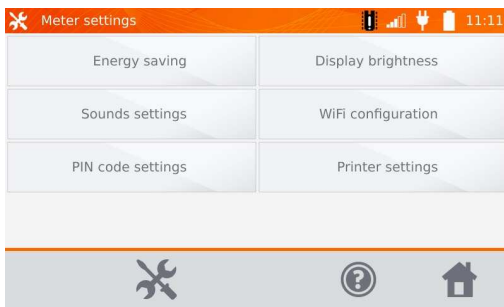 Meter settings 11:11
Energy saving Display brightness
Sounds settings WiFi configuration
PIN code settings Printer settings
?